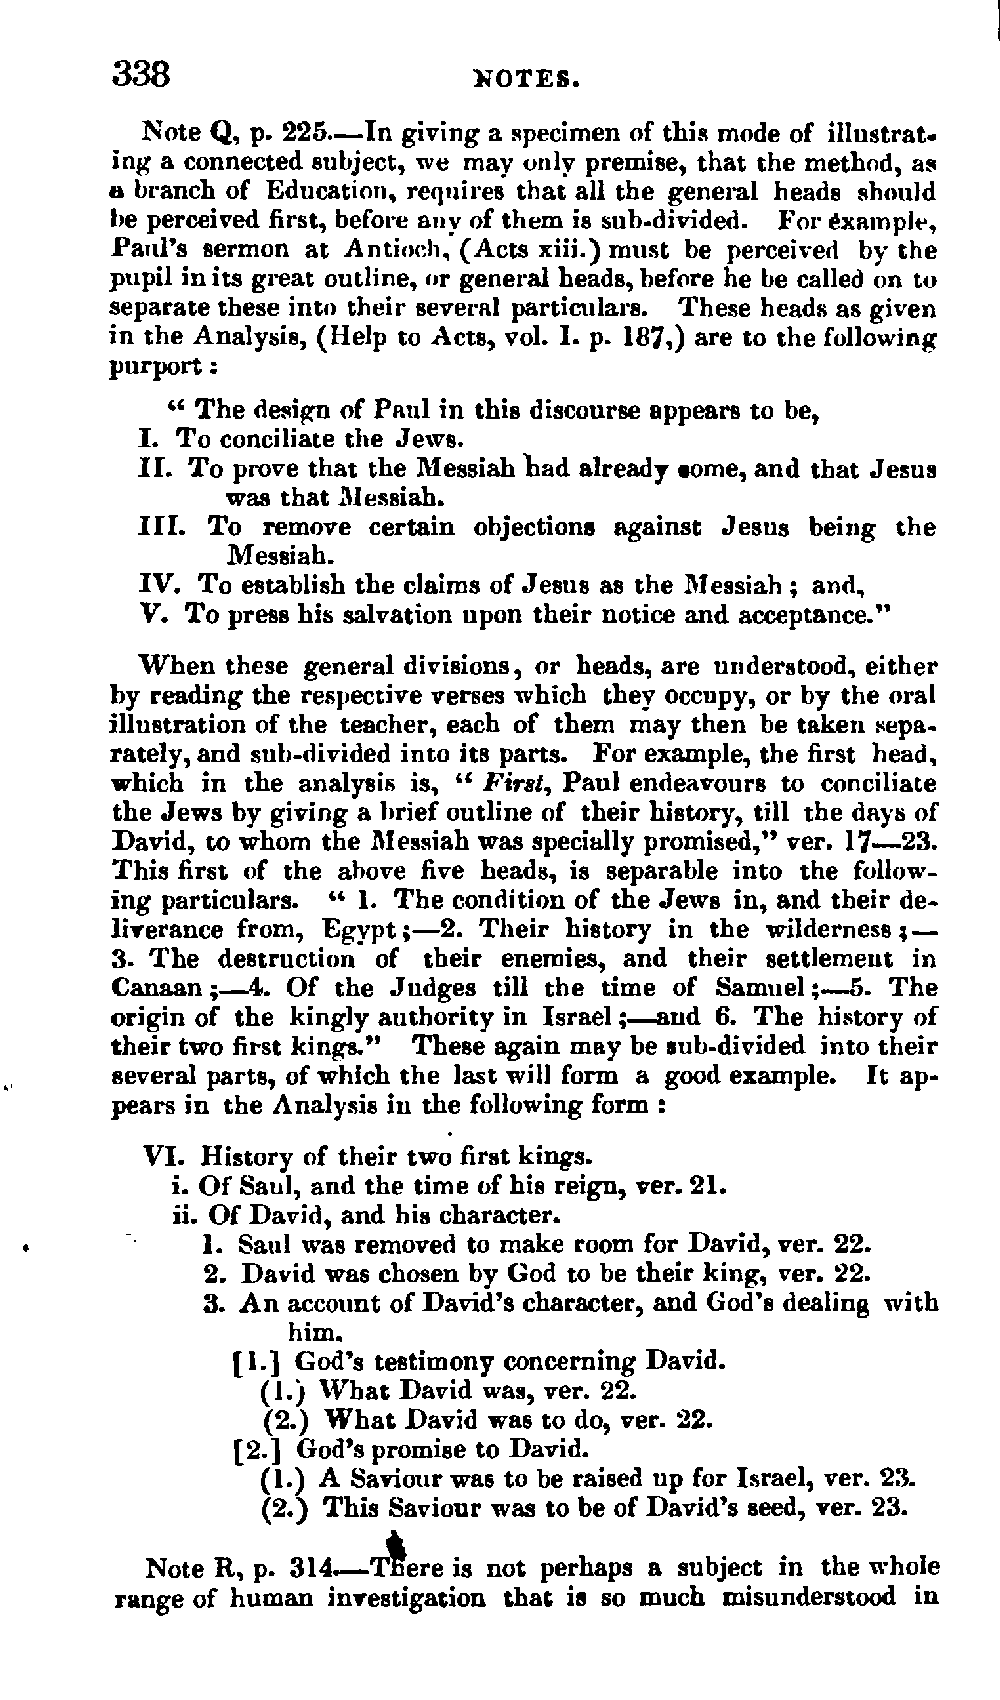 338 NOTES.
Note Q, p. 225.—In giving a specimen of this mode of illustrat-
ing a connected subject, we may only premise, that the method, as
a branch of Education, requires that all the general heads should
be perceived first, before any of them is sub-divided. For example,
Paul's sermon at Antioch, (Acts xiii.) must be perceived by the
pupil in its great outline, or general heads, before he be called on to
separate these into their several particulars. These heads as given
in the Analysis, (Help to Acts, vol. I. p. 187,) are to the following
purport :
“ The design of Paul in this discourse appears to be,
I. To conciliate the Jews.
II. To prove that the Messiah had already come, and that Jesus
was that Messiah.
III. To remove certain objections against Jesus being the
Messiah.
IV. To establish the claims of Jesus as the Messiah ; and,
V. To press his salvation upon their notice and acceptance.”
When these general divisions, or heads, are understood, either
by reading the respective verses which they occupy, or by the oral
illustration of the teacher, each of them may then be taken sepa-
rately, and sub-divided into its parts. For example, the first head,
which in the analysis is, “ First, Paul endeavours to conciliate
the Jews by giving a brief outline of their history, till the days of
David, to whom the Messiah was specially promised,” ver. 17—23.
This first of the above five heads, is separable into the follow-
ing particulars. “ 1. The condition of the Jews in, and their de-
liverance from, Egypt ;—2. Their history in the wilderness ;—
3. The destruction of their enemies, and their settlement in
Canaan ;—4. Of the Judges till the time of Samuel ;—5. The
origin of the kingly authority in Israel ;—and 6. The history of
their two first kings.” These again may be sub-divided into their
several parts, of which the last will form a good example. It ap-
pears in the Analysis in the following form :
VI. History of their two first kings.
i. Of Saul, and the time of his reign, ver. 21.
ii. Of David, and his character.
1. Saul was removed to make room for David, ver. 22.
2. David was chosen by God to be their king, ver. 22.
3. An account of David's character, and God's dealing with
him.
[1.] God's testimony concerning David.
(1.) What David was, ver. 22.
(2.) What David was to do, ver. 22.
[2.] God's promise to David.
(1.) A Saviour was to be raised up for Israel, ver. 23.
(2.) This Saviour was to be of David's seed, ver. 23.
Note R, p. 314.—There is not perhaps a subject in the whole
range of human investigation that is so much misunderstood in